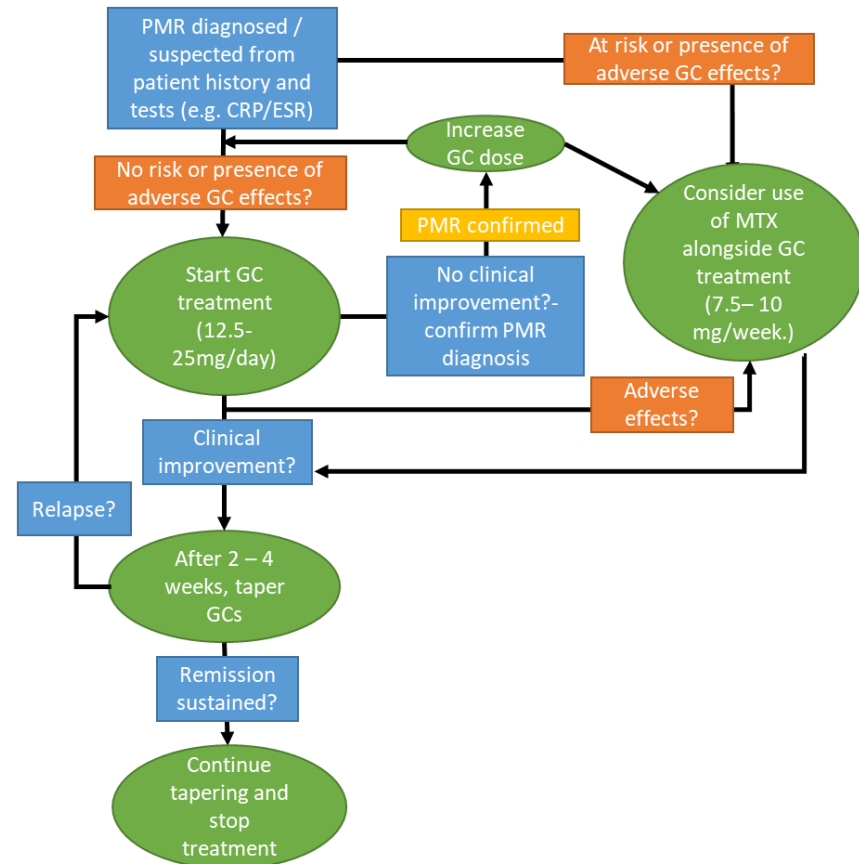 PMR diagnosed /
suspected from
patient history and
tests (e.g. CRP/ESR)
At risk or presence of
adverse GC effects?
Increase
GC dose
No risk or presence of
adverse GC effects?
PMR confirmed
Consider use
of MTX
alongside GC
treatment
(7.5– 10
mg/week.)
Start GC
treatment
(12.5-
25mg/day)
No clinical
improvement?-
confirm PMR
diagnosis
Adverse
effects?
Clinical
improvement?
Relapse?
After 2 – 4
weeks, taper
GCs
Remission
sustained?
Continue
tapering and
stop
treatment